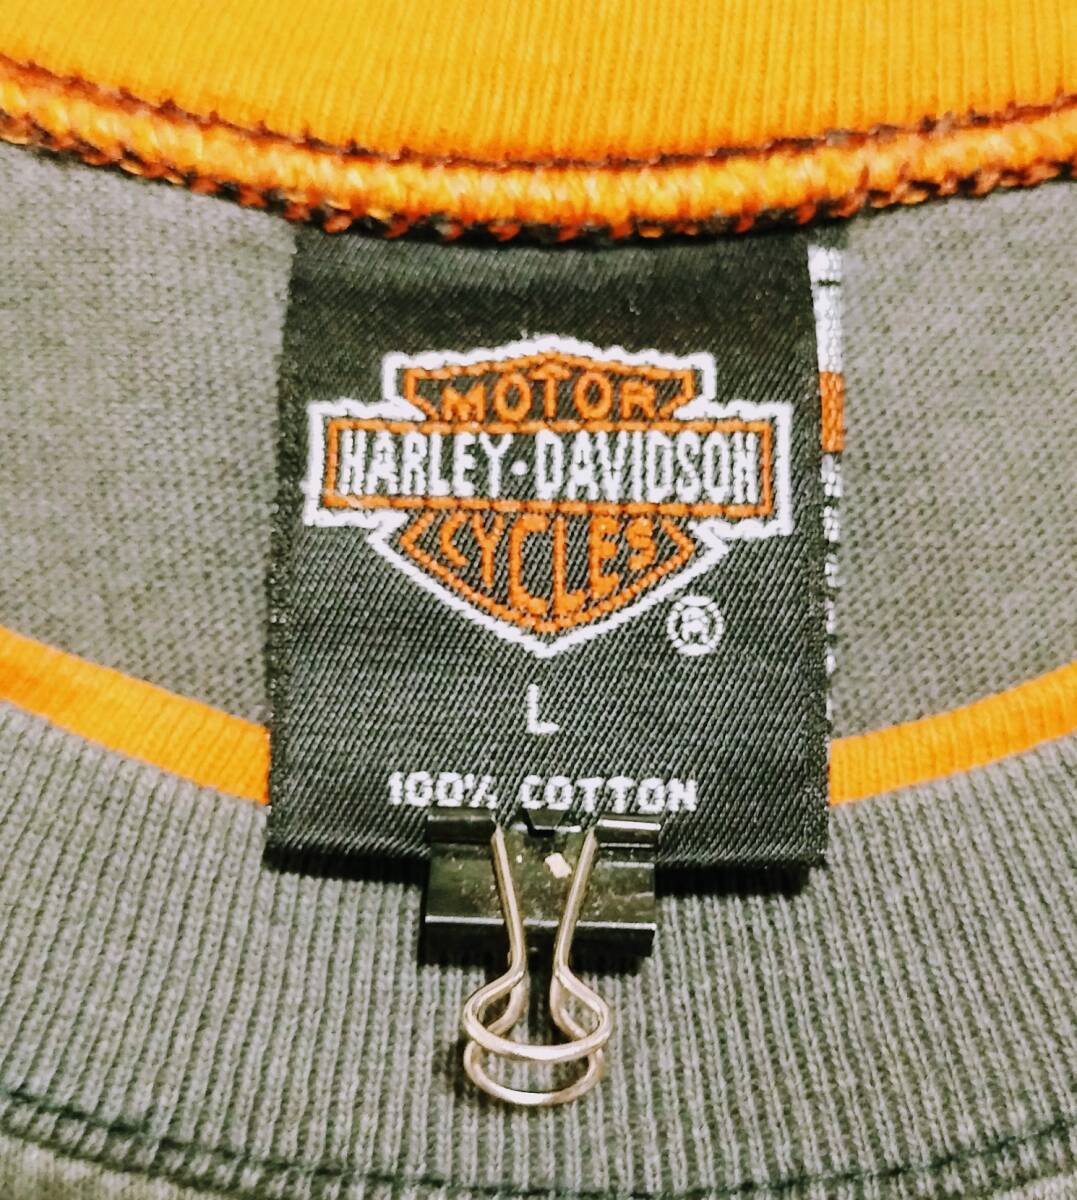 MOTOR
HARLEY-DAVIDSON
CYCLES
®
L
100% COTTON